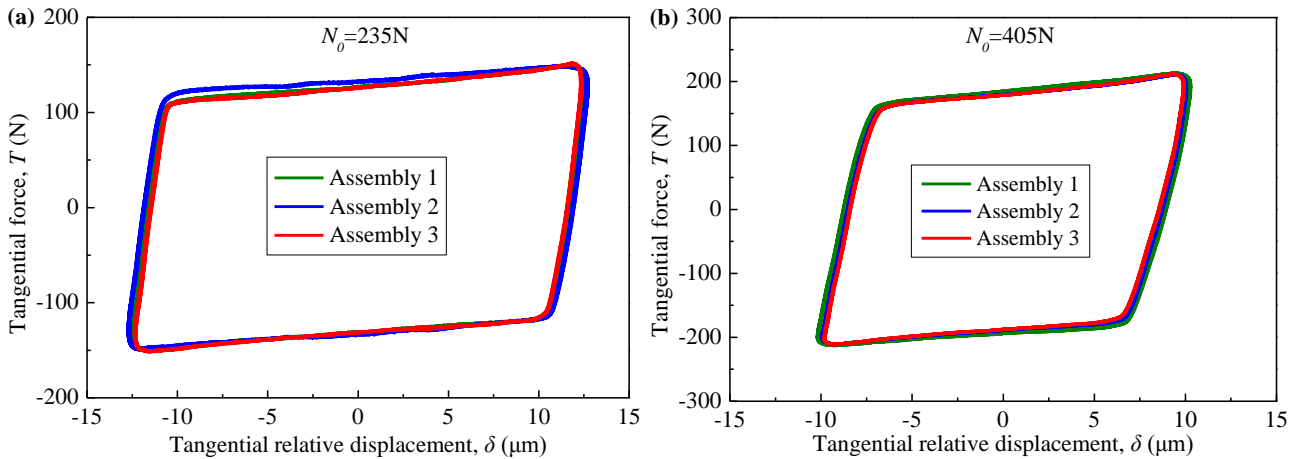 (a)
N₀=235N
200
100
0
-100
-200
Tangential force, T (N)
Assembly 1
Assembly 2
Assembly 3
-15 -10 -5 0 5 10 15
Tangential relative displacement, δ (μm)
(b)
N₀=405N
300
200
100
0
-100
-200
-300
Tangential force, T (N)
Assembly 1
Assembly 2
Assembly 3
-15 -10 -5 0 5 10 15
Tangential relative displacement, δ (μm)